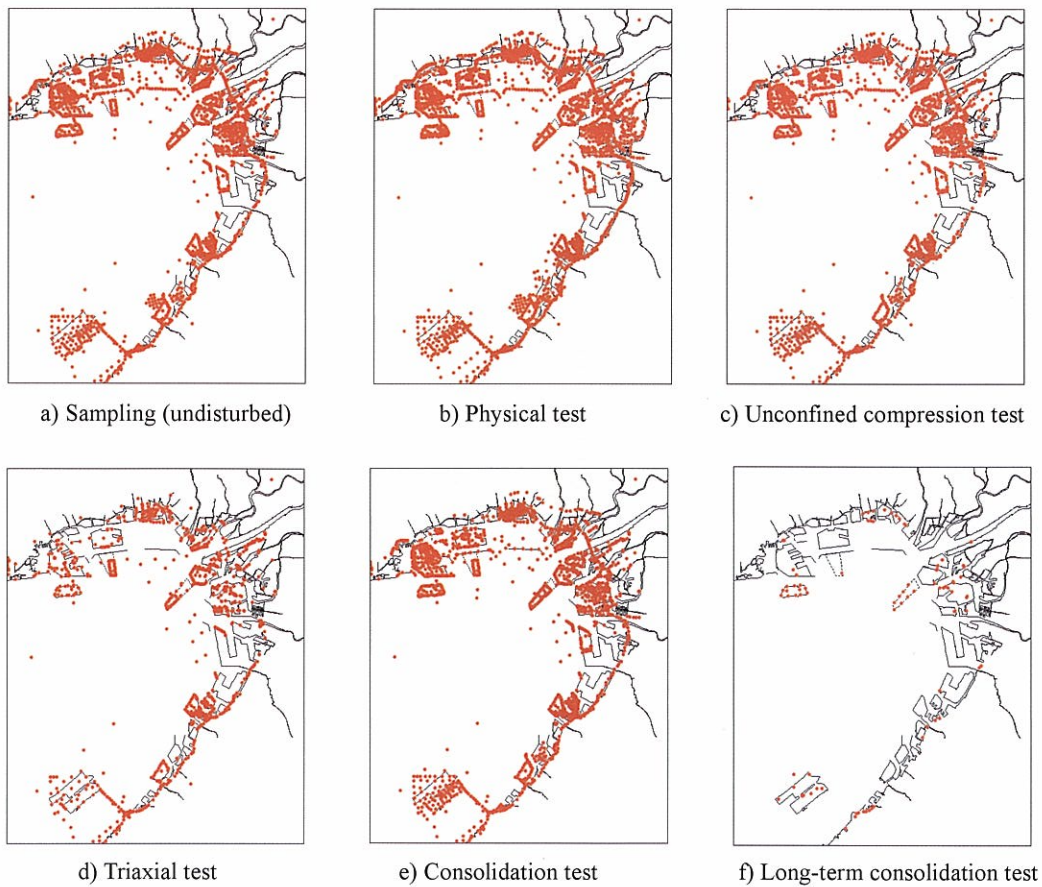 a) Sampling (undisturbed)
b) Physical test
c) Unconfined compression test
d) Triaxial test
e) Consolidation test
f) Long-term consolidation test